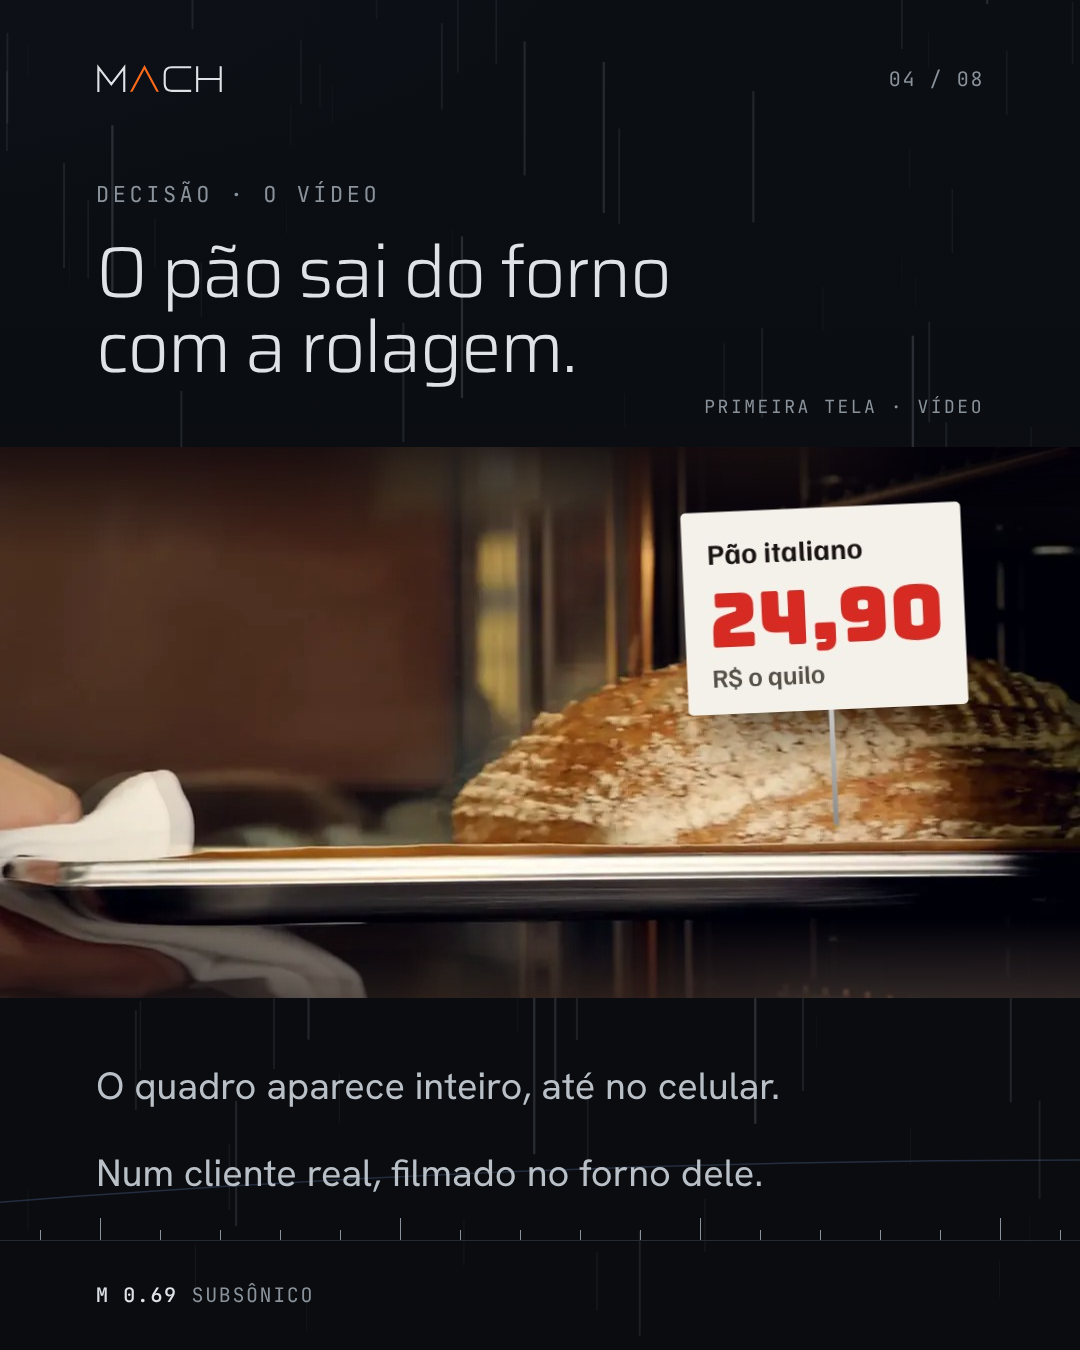 MACH
04 / 08
DECISÃO · O VÍDEO
O pão sai do forno
com a rolagem.
PRIMEIRA TELA · VÍDEO
Pão italiano
24,90
R$ o quilo
O quadro aparece inteiro, até no celular.
Num cliente real, filmado no forno dele.
M 0.69 SUBSÔNICO